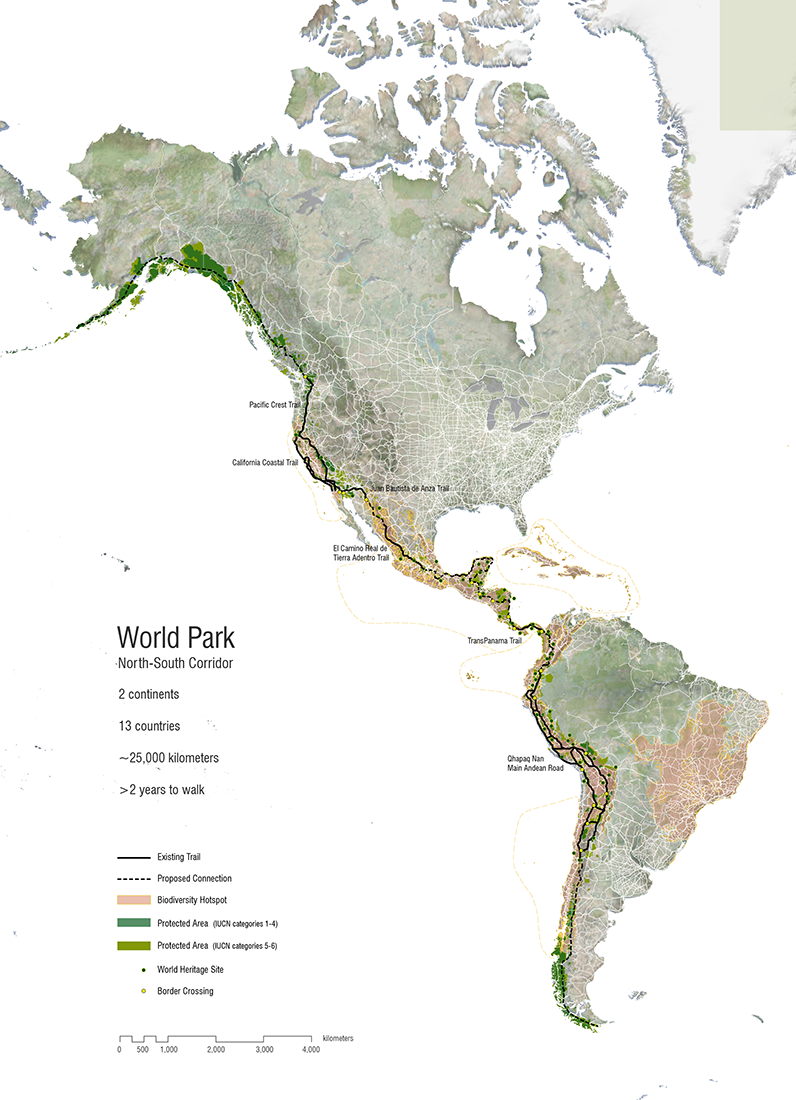 Pacific Crest Trail
California Coastal Trail
Juan Bautista de Anza Trail
El Camino Real de
Tierra Adentro Trail
TransPanama Trail
Qhapaq Nan
Main Andean Road
World Park
North-South Corridor
2 continents
13 countries
~25,000 kilometers
>2 years to walk
Existing Trail
Proposed Connection
Biodiversity Hotspot
Protected Area (IUCN categories 1-4)
Protected Area (IUCN categories 5-6)
World Heritage Site
Border Crossing
kilometers
0 500 1,000 2,000 3,000 4,000